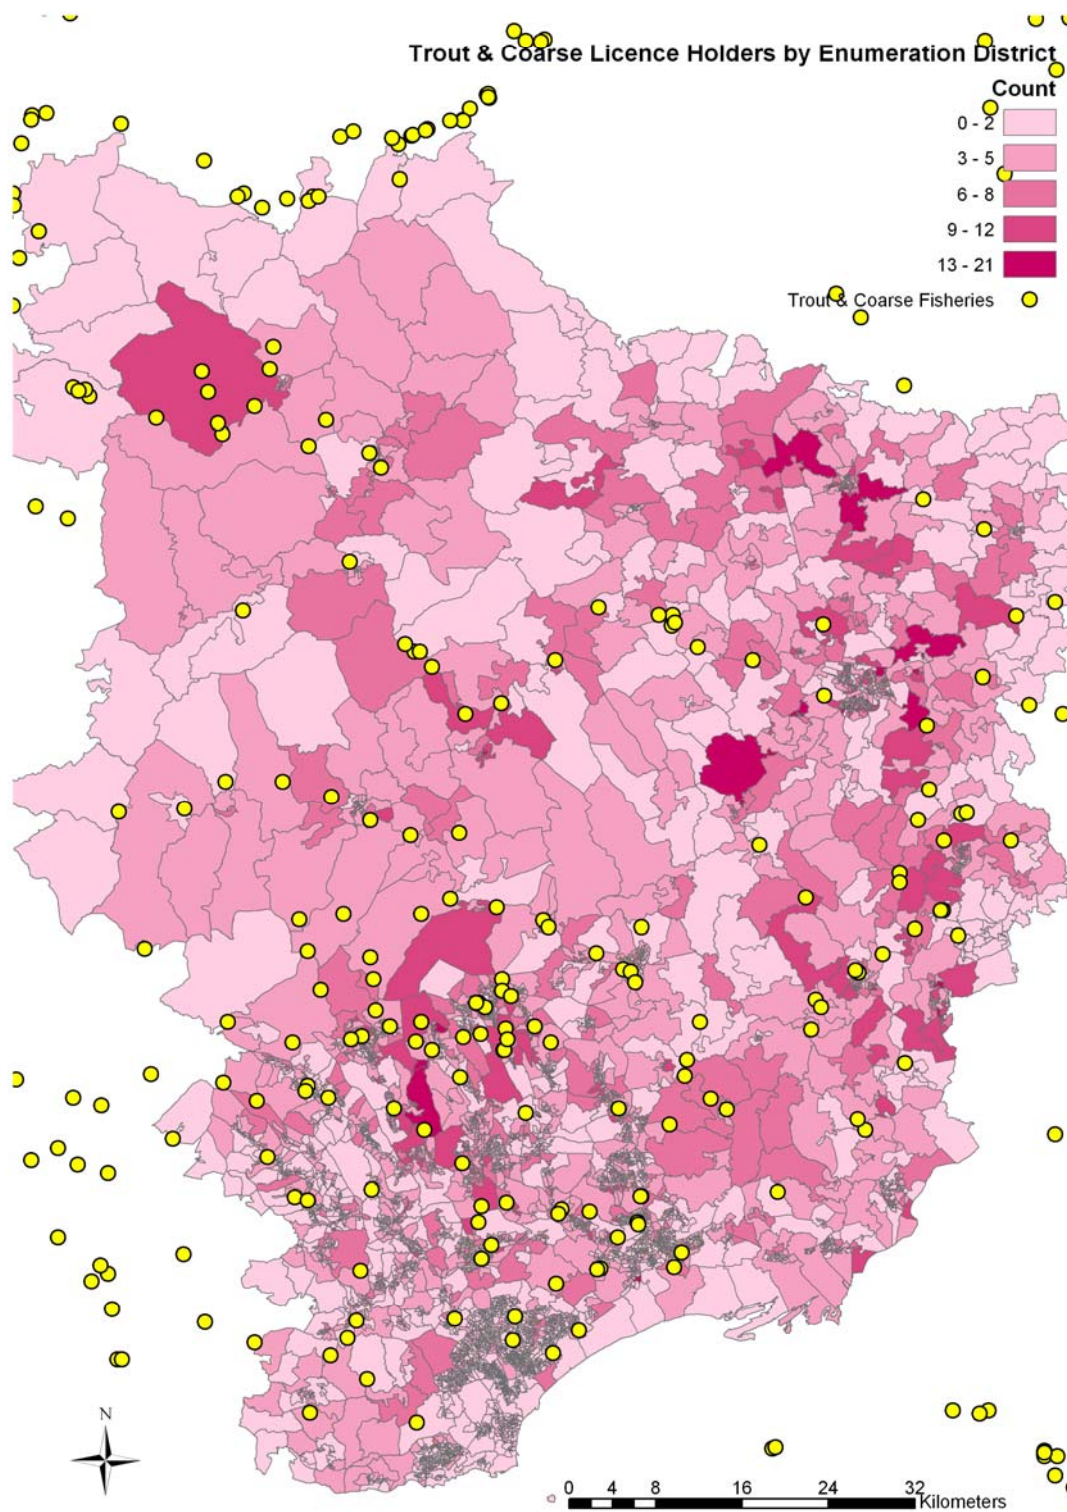 Trout & Coarse Licence Holders by Enumeration District
Count
0 - 2
3 - 5
6 - 8
9 - 12
13 - 21
Trout & Coarse Fisheries
N
0 4 8 16 24 32
Kilometers